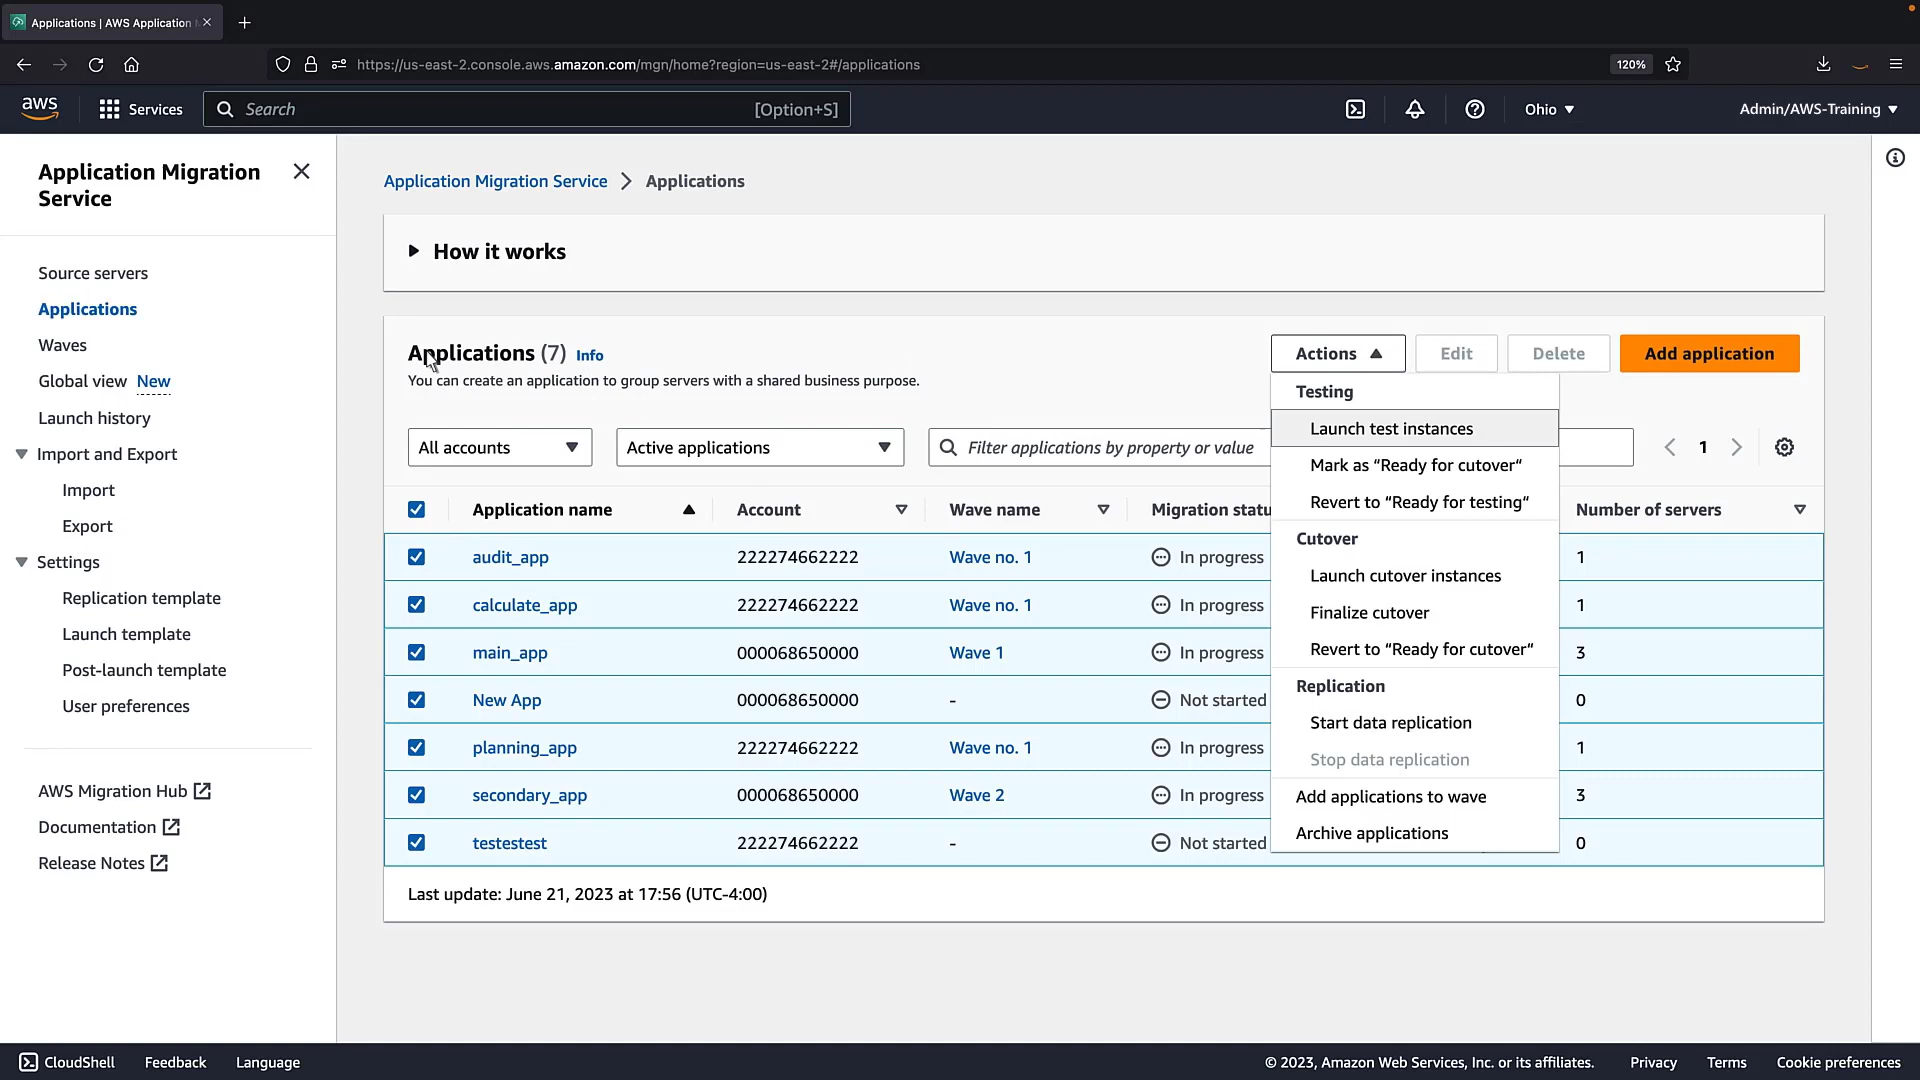 Applications | AWS Application
https://us-east-2.console.aws.amazon.com/mgn/home?region=us-east-2#/applications
120%
aws
Services
Search
[Option+S]
Ohio
Admin/AWS-Training
Application Migration
Service
Source servers
Applications
Waves
Global view New
Launch history
Import and Export
Import
Export
Settings
Replication template
Launch template
Post-launch template
User preferences
AWS Migration Hub
Documentation
Release Notes
Application Migration Service > Applications
How it works
Applications (7) Info
You can create an application to group servers with a shared business purpose.
Actions
Edit
Delete
Add application
All accounts
Active applications
Filter applications by property or value
1
Testing
Launch test instances
Mark as “Ready for cutover“
Revert to “Ready for testing“
Cutover
Launch cutover instances
Finalize cutover
Revert to “Ready for cutover“
Replication
Start data replication
Stop data replication
Add applications to wave
Archive applications
Application name Account Wave name Migration statu Number of servers
audit_app 222274662222 Wave no. 1 In progress 1
calculate_app 222274662222 Wave no. 1 In progress 1
main_app 000068650000 Wave 1 In progress 3
New App 000068650000 - Not started 0
planning_app 222274662222 Wave no. 1 In progress 1
secondary_app 000068650000 Wave 2 In progress 3
testestest 222274662222 - Not started 0
Last update: June 21, 2023 at 17:56 (UTC-4:00)
CloudShell
Feedback
Language
© 2023, Amazon Web Services, Inc. or its affiliates.
Privacy
Terms
Cookie preferences